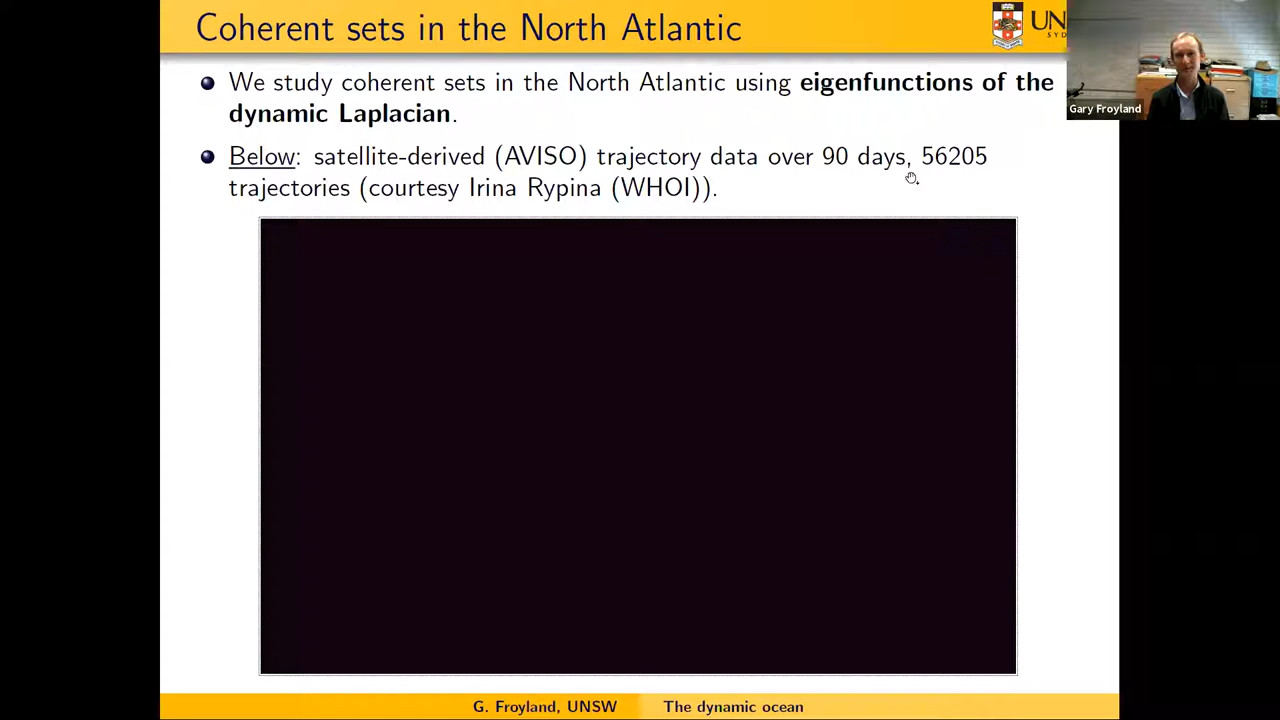 Coherent sets in the North Atlantic
UN
SYD
Gary Froyland
We study coherent sets in the North Atlantic using eigenfunctions of the
dynamic Laplacian.
Below: satellite-derived (AVISO) trajectory data over 90 days, 56205
trajectories (courtesy Irina Rypina (WHOI)).
G. Froyland, UNSW
The dynamic ocean